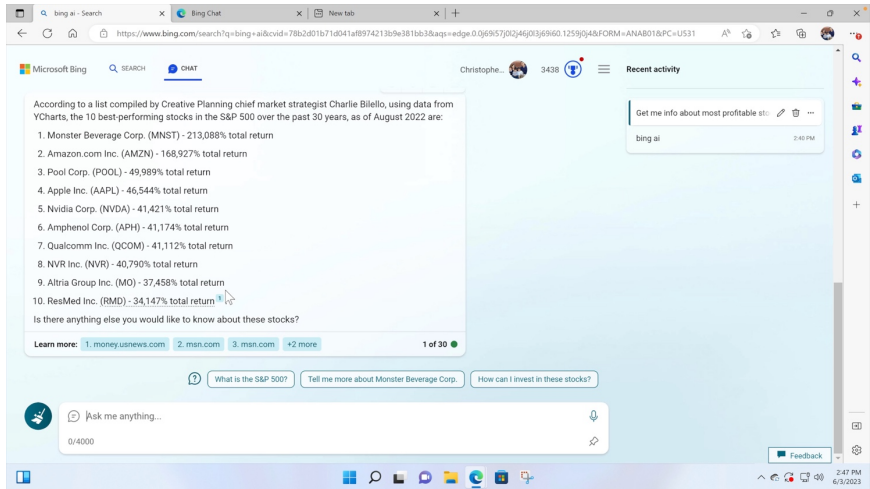 bing ai - Search
Bing Chat
New tab
https://www.bing.com/search?q=bing+ai&cvid=78b2d01b71d041af8974213b9e381bb3&aqs=edge.0.0j69i57j0l2j46j0l3j69i60.1259j0j4&FORM=ANAB01&PC=U531
Microsoft Bing
SEARCH
CHAT
Christophe...
3438
Recent activity
According to a list compiled by Creative Planning chief market strategist Charlie Bilello, using data from
YCharts, the 10 best-performing stocks in the S&P 500 over the past 30 years, as of August 2022 are:
1. Monster Beverage Corp. (MNST) - 213,088% total return
2. Amazon.com Inc. (AMZN) - 168,927% total return
3. Pool Corp. (POOL) - 49,989% total return
4. Apple Inc. (AAPL) - 46,544% total return
5. Nvidia Corp. (NVDA) - 41,421% total return
6. Amphenol Corp. (APH) - 41,174% total return
7. Qualcomm Inc. (QCOM) - 41,112% total return
8. NVR Inc. (NVR) - 40,790% total return
9. Altria Group Inc. (MO) - 37,458% total return
10. ResMed Inc. (RMD) - 34,147% total return 1
Is there anything else you would like to know about these stocks?
Learn more: 1. money.usnews.com 2. msn.com 3. msn.com +2 more 1 of 30
Get me info about most profitable sto
bing ai
2:40 PM
What is the S&P 500?
Tell me more about Monster Beverage Corp.
How can I invest in these stocks?
Ask me anything...
0/4000
Feedback
2:47 PM
6/3/2023